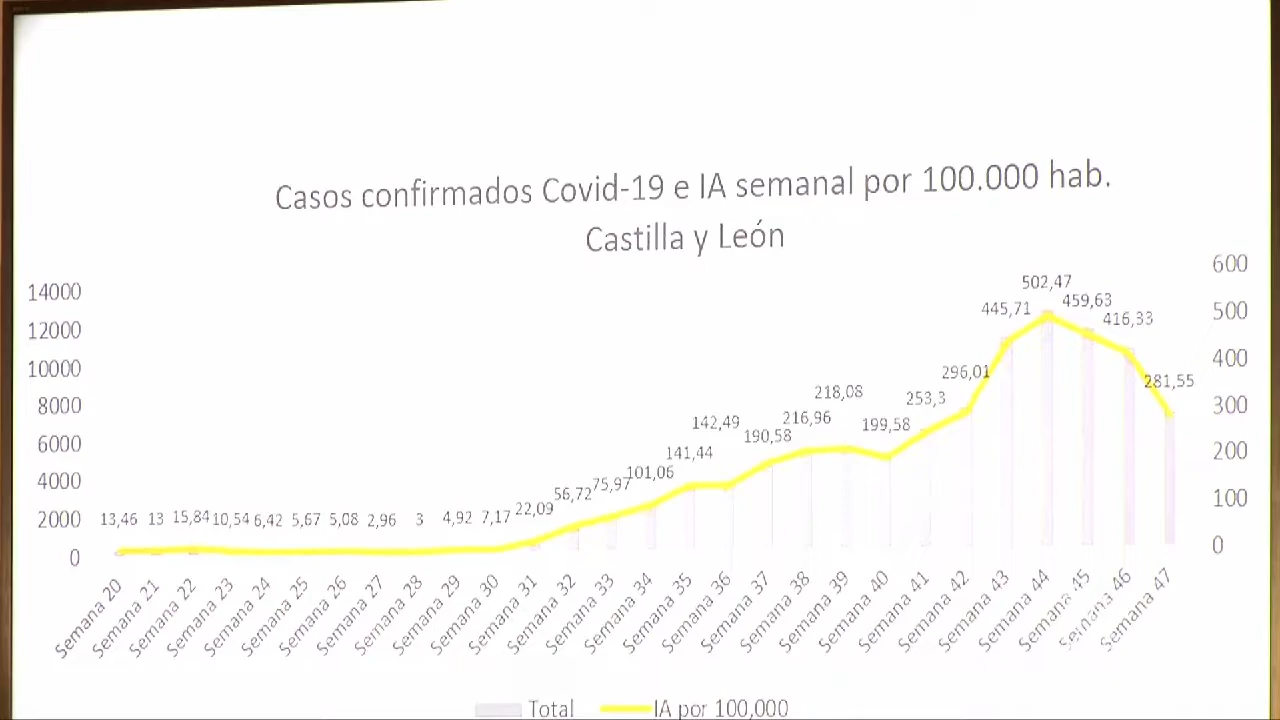 Casos confirmados Covid-19 e IA semanal por 100.000 hab.
Castilla y León
14000
12000
10000
8000
6000
4000
2000
0
600
500
400
300
200
100
0
13,46 13 15,84 10,54 6,42 5,67 5,08 2,96 3 4,92 7,17 22,09 56,72 75,97 101,06 141,44 142,49 190,58 216,96 218,08 199,58 253,3 296,01 445,71 502,47 459,63 416,33 281,55
Semana 20
Semana 21
Semana 22
Semana 23
Semana 24
Semana 25
Semana 26
Semana 27
Semana 28
Semana 29
Semana 30
Semana 31
Semana 32
Semana 33
Semana 34
Semana 35
Semana 36
Semana 37
Semana 38
Semana 39
Semana 40
Semana 41
Semana 42
Semana 43
Semana 44
Semana 45
Semana 46
Semana 47
Total IA por 100,000